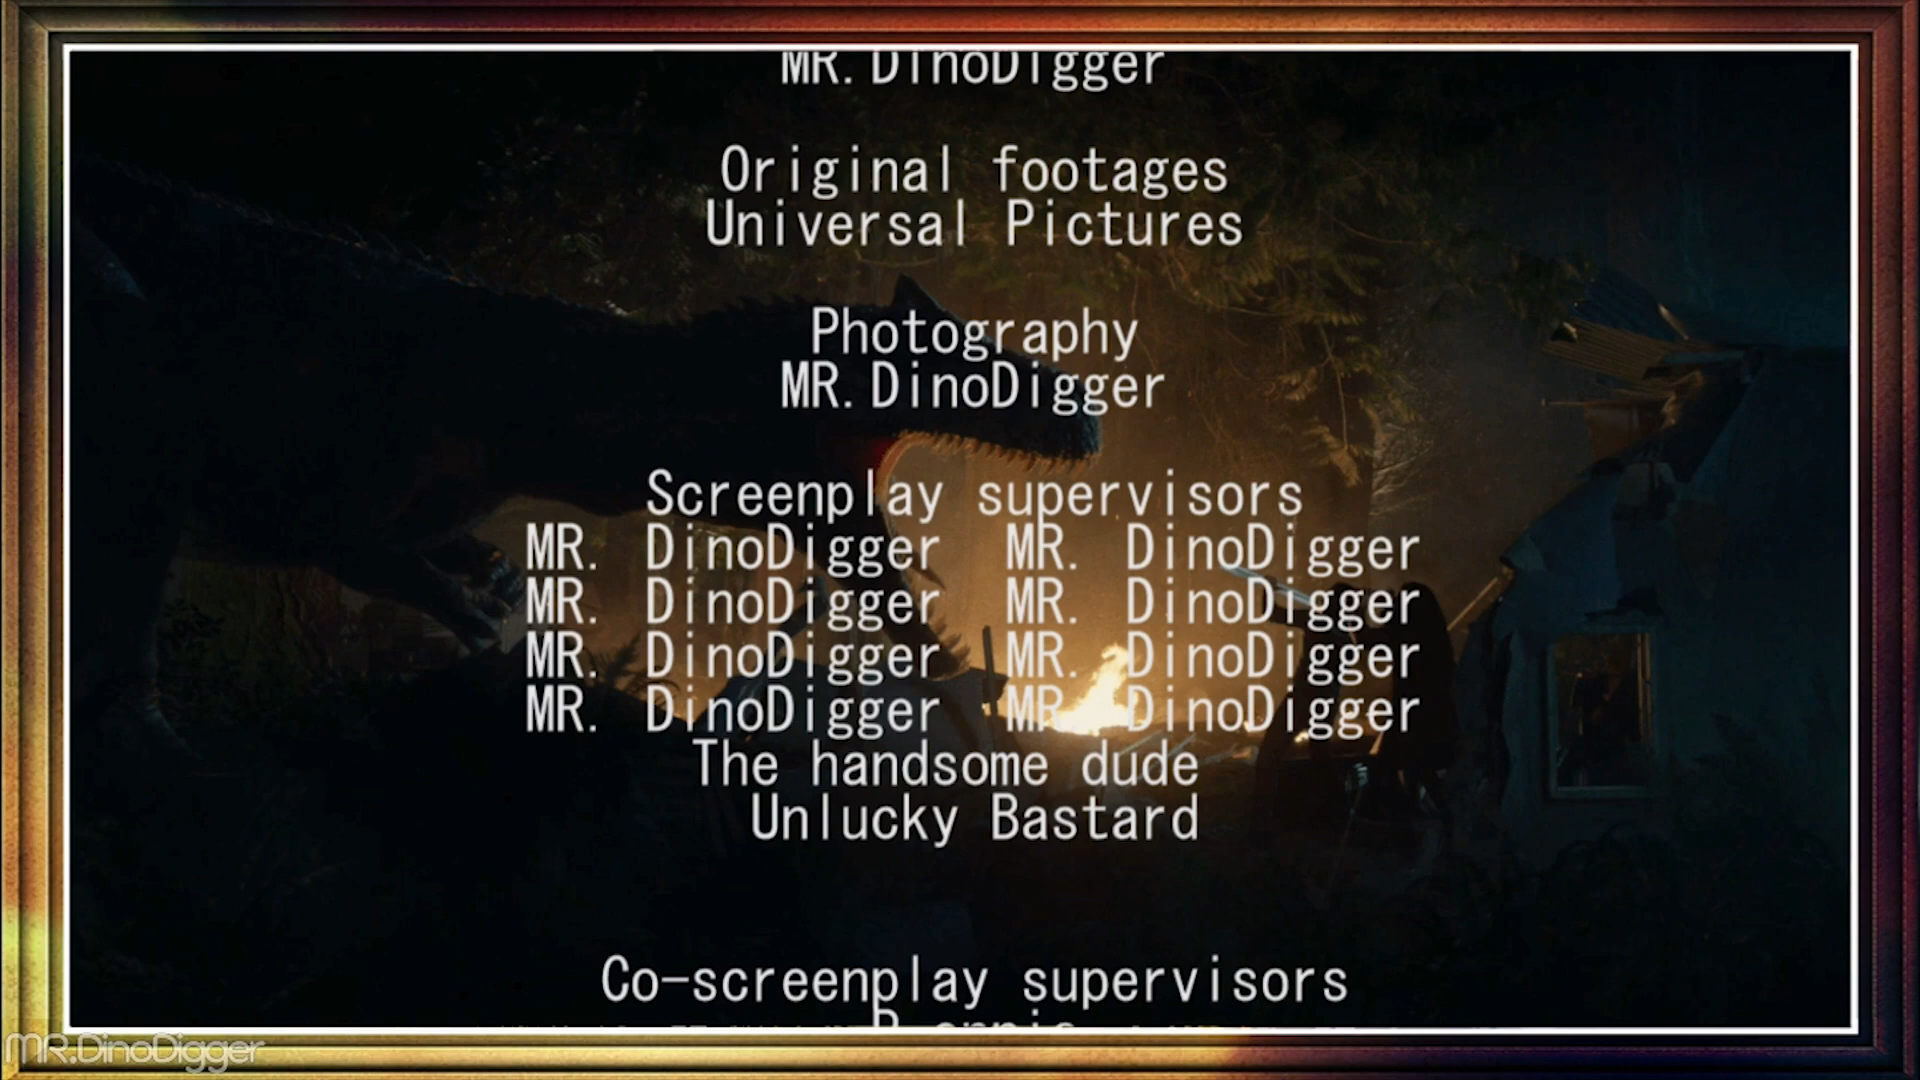 MR.DinoDigger
Original footages
Universal Pictures
Photography
MR.DinoDigger
Screenplay supervisors
MR. DinoDigger MR. DinoDigger
MR. DinoDigger MR. DinoDigger
MR. DinoDigger MR. DinoDigger
MR. DinoDigger MR. DinoDigger
The handsome dude
Unlucky Bastard
Co-screenplay supervisors
MR.DinoDigger